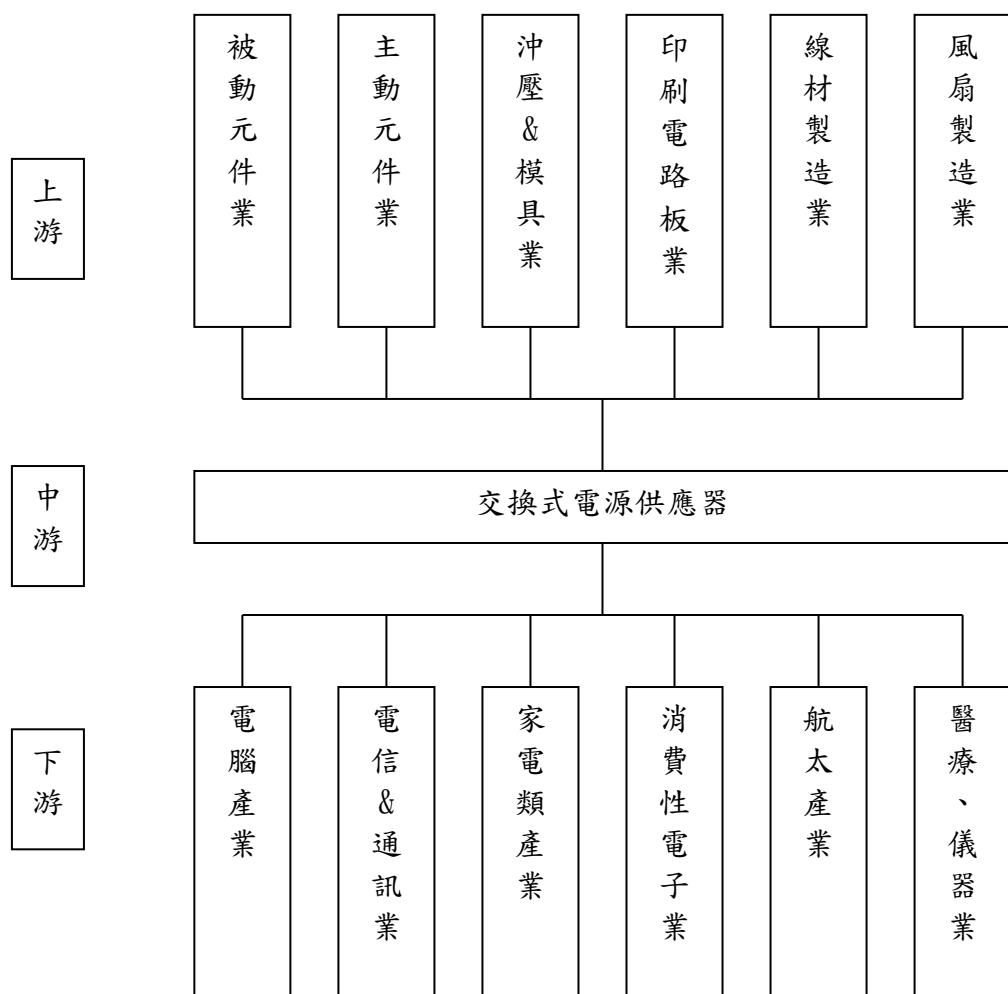 上游
被動元件業
主動元件業
沖壓&模具業
印刷電路板業
線材製造業
風扇製造業
中游
交換式電源供應器
下游
電腦產業
電信&通訊業
家電類產業
消費性電子業
航太產業
醫療、儀器業